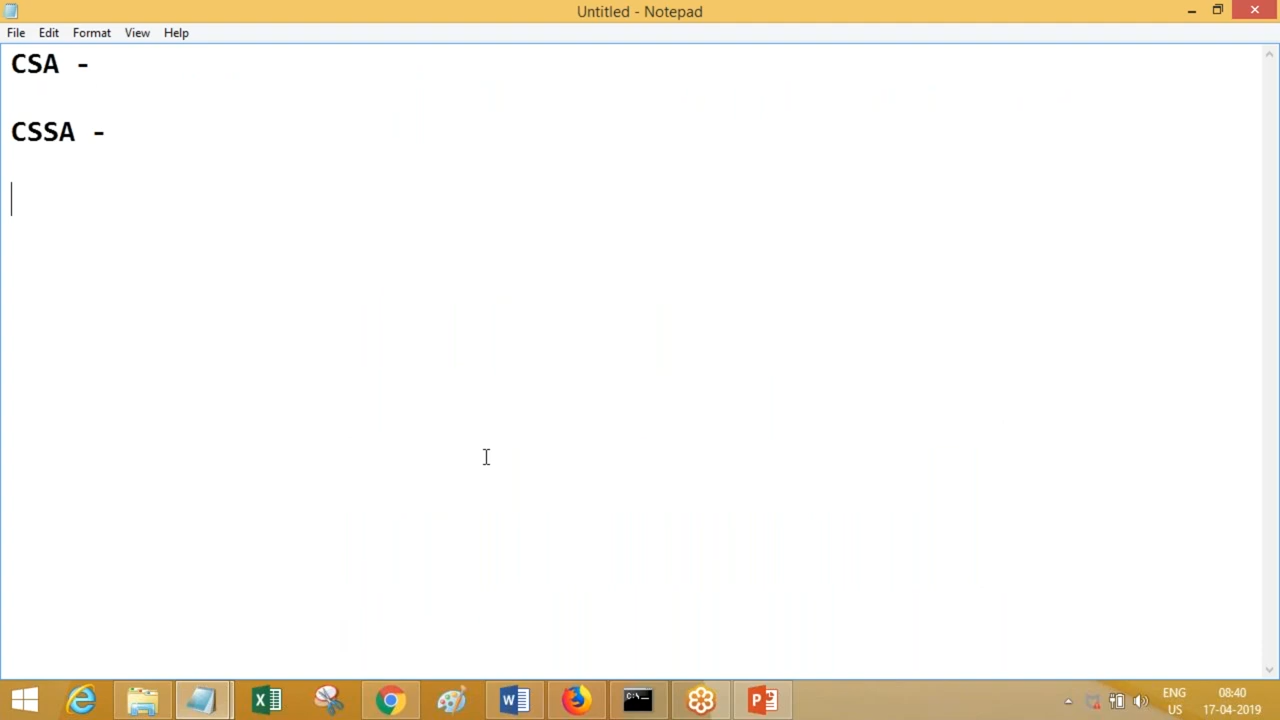 Untitled - Notepad
File Edit Format View Help
CSA -
CSSA -
ENG 08:40
US 17-04-2019